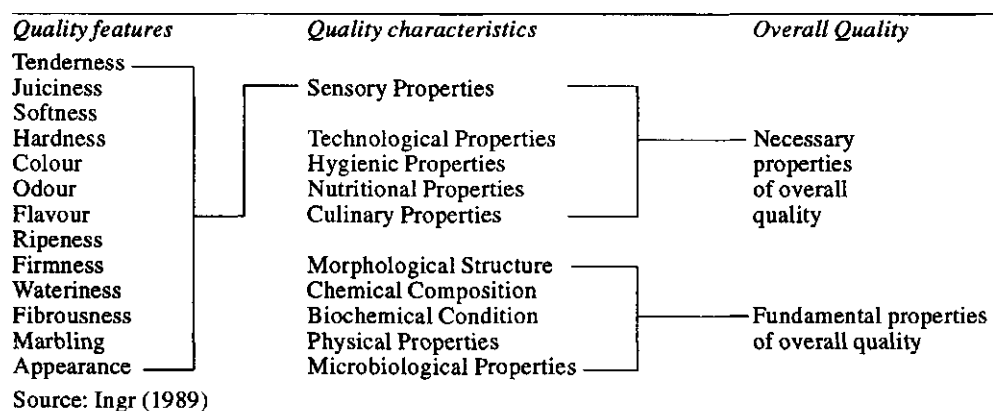 Quality features Quality characteristics Overall Quality
Tenderness
Juiciness Sensory Properties
Softness
Hardness Technological Properties Necessary
Colour Hygienic Properties properties
Odour Nutritional Properties of overall
Flavour Culinary Properties quality
Ripeness
Firmness Morphological Structure
Wateriness Chemical Composition
Fibrousness Biochemical Condition Fundamental properties
Marbling Physical Properties of overall quality
Appearance Microbiological Properties
Source: Ingr (1989)